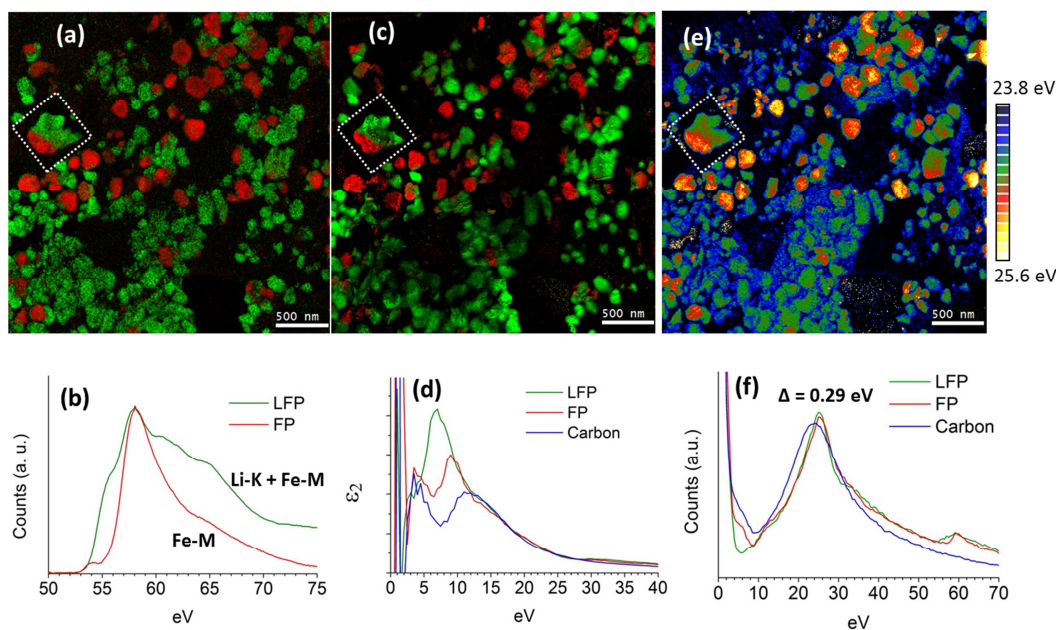 (a)
(c)
(e)
23.8 eV
25.6 eV
500 nm
500 nm
500 nm
(b)
LFP
FP
Li-K + Fe-M
Fe-M
Counts (a. u.)
50 55 60 65 70 75
eV
(d)
LFP
FP
Carbon
ε2
0 5 10 15 20 25 30 35 40
eV
(f)
Δ = 0.29 eV
LFP
FP
Carbon
Counts (a.u.)
0 10 20 30 40 50 60 70
eV